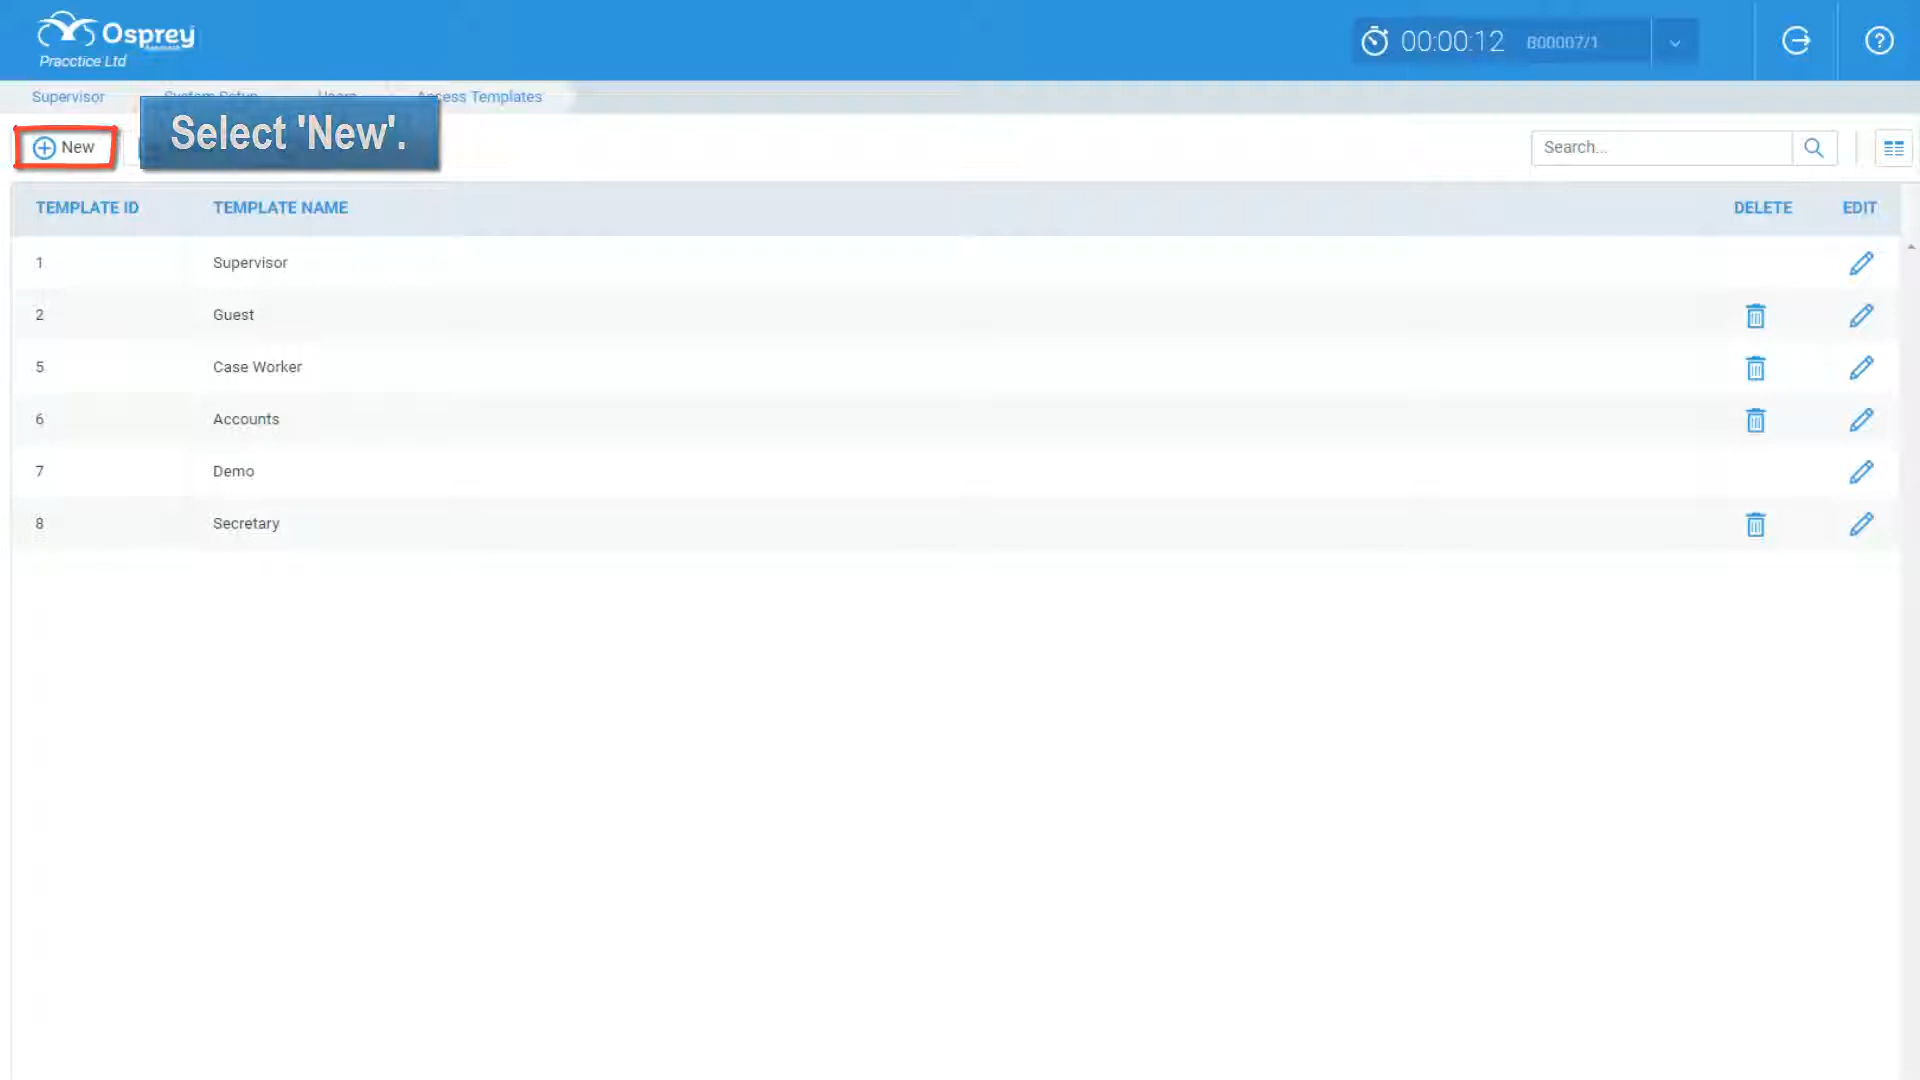 Osprey
Pracctice Ltd
00:00:12 B00007/1
Supervisor System Setup Users Access Templates
New
Select 'New'.
Search...
TEMPLATE ID TEMPLATE NAME DELETE EDIT
1 Supervisor
2 Guest
5 Case Worker
6 Accounts
7 Demo
8 Secretary